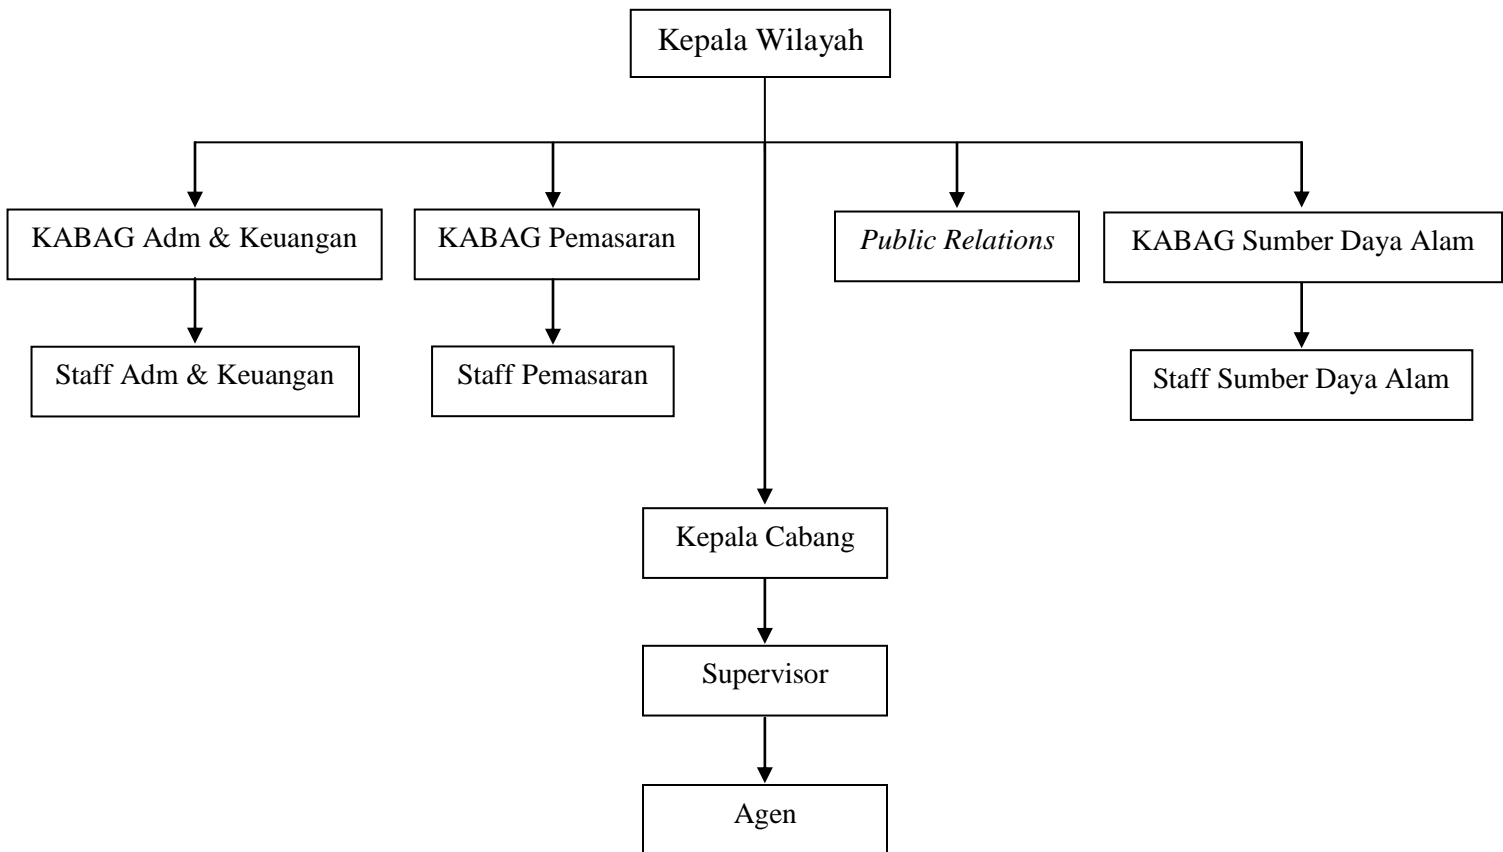 Kepala Wilayah
KABAG Adm & Keuangan
KABAG Pemasaran
Public Relations
KABAG Sumber Daya Alam
Staff Adm & Keuangan
Staff Pemasaran
Staff Sumber Daya Alam
Kepala Cabang
Supervisor
Agen